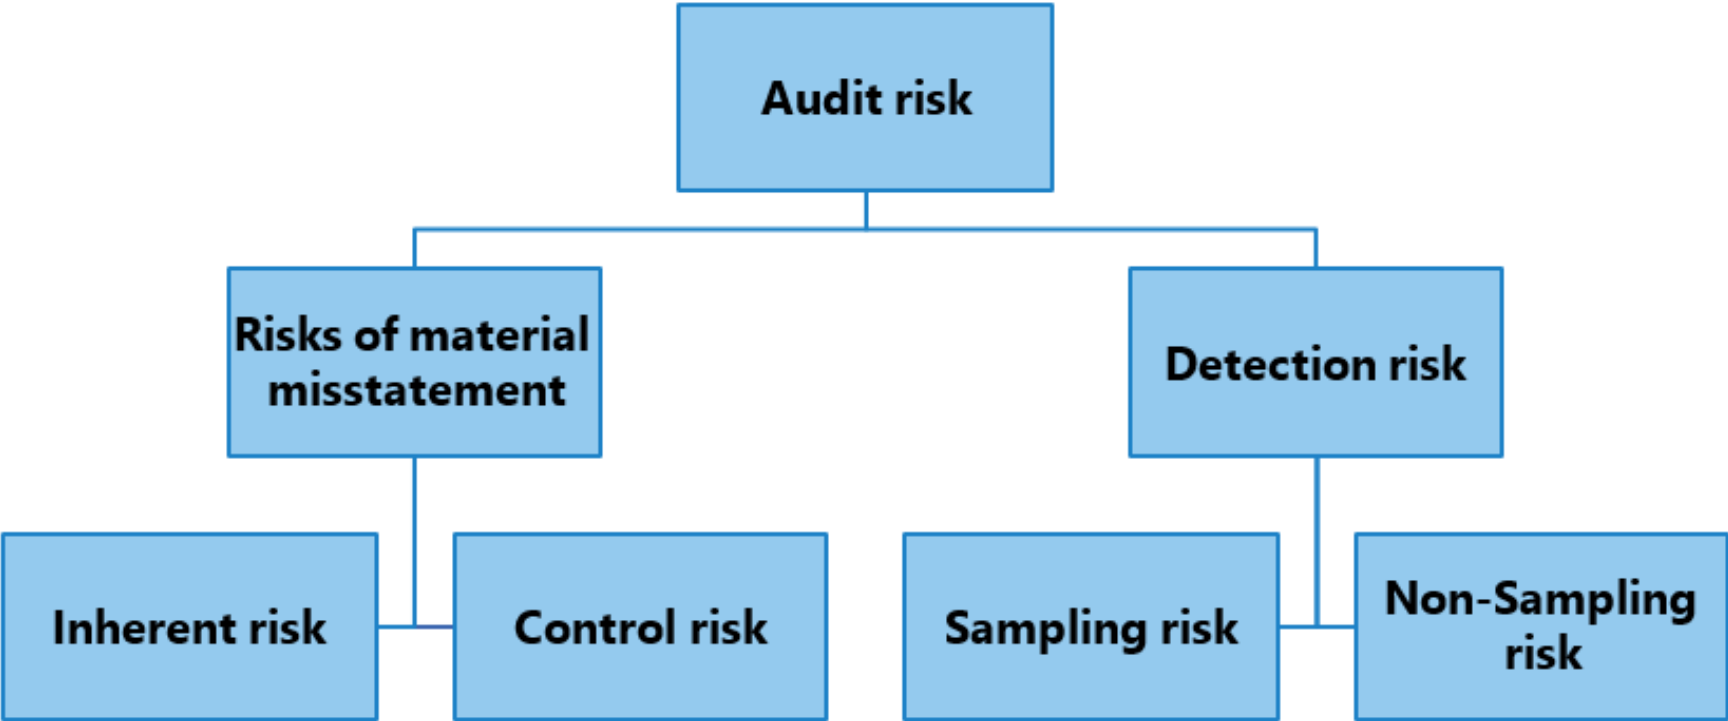 Audit risk
Risks of material
misstatement
Detection risk
Inherent risk
Control risk
Sampling risk
Non-Sampling
risk